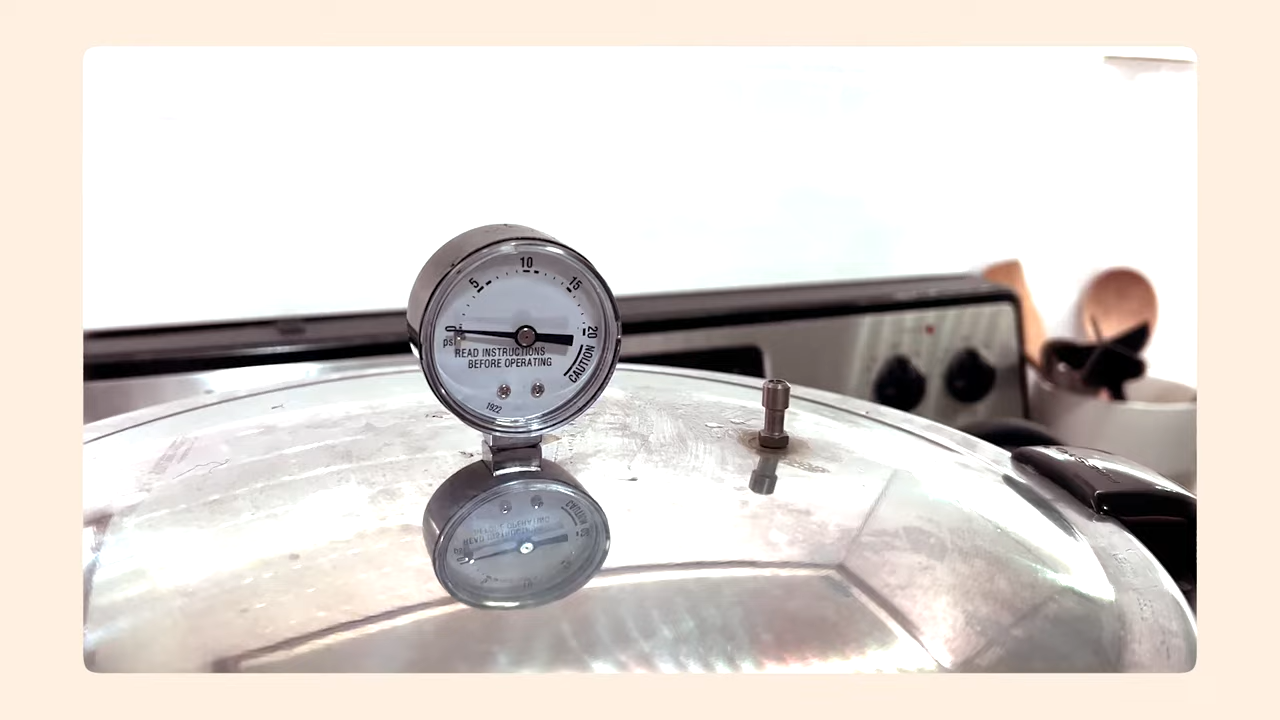 10
5
15
0
20
psi
READ INSTRUCTIONS
BEFORE OPERATING
CAUTION
1922